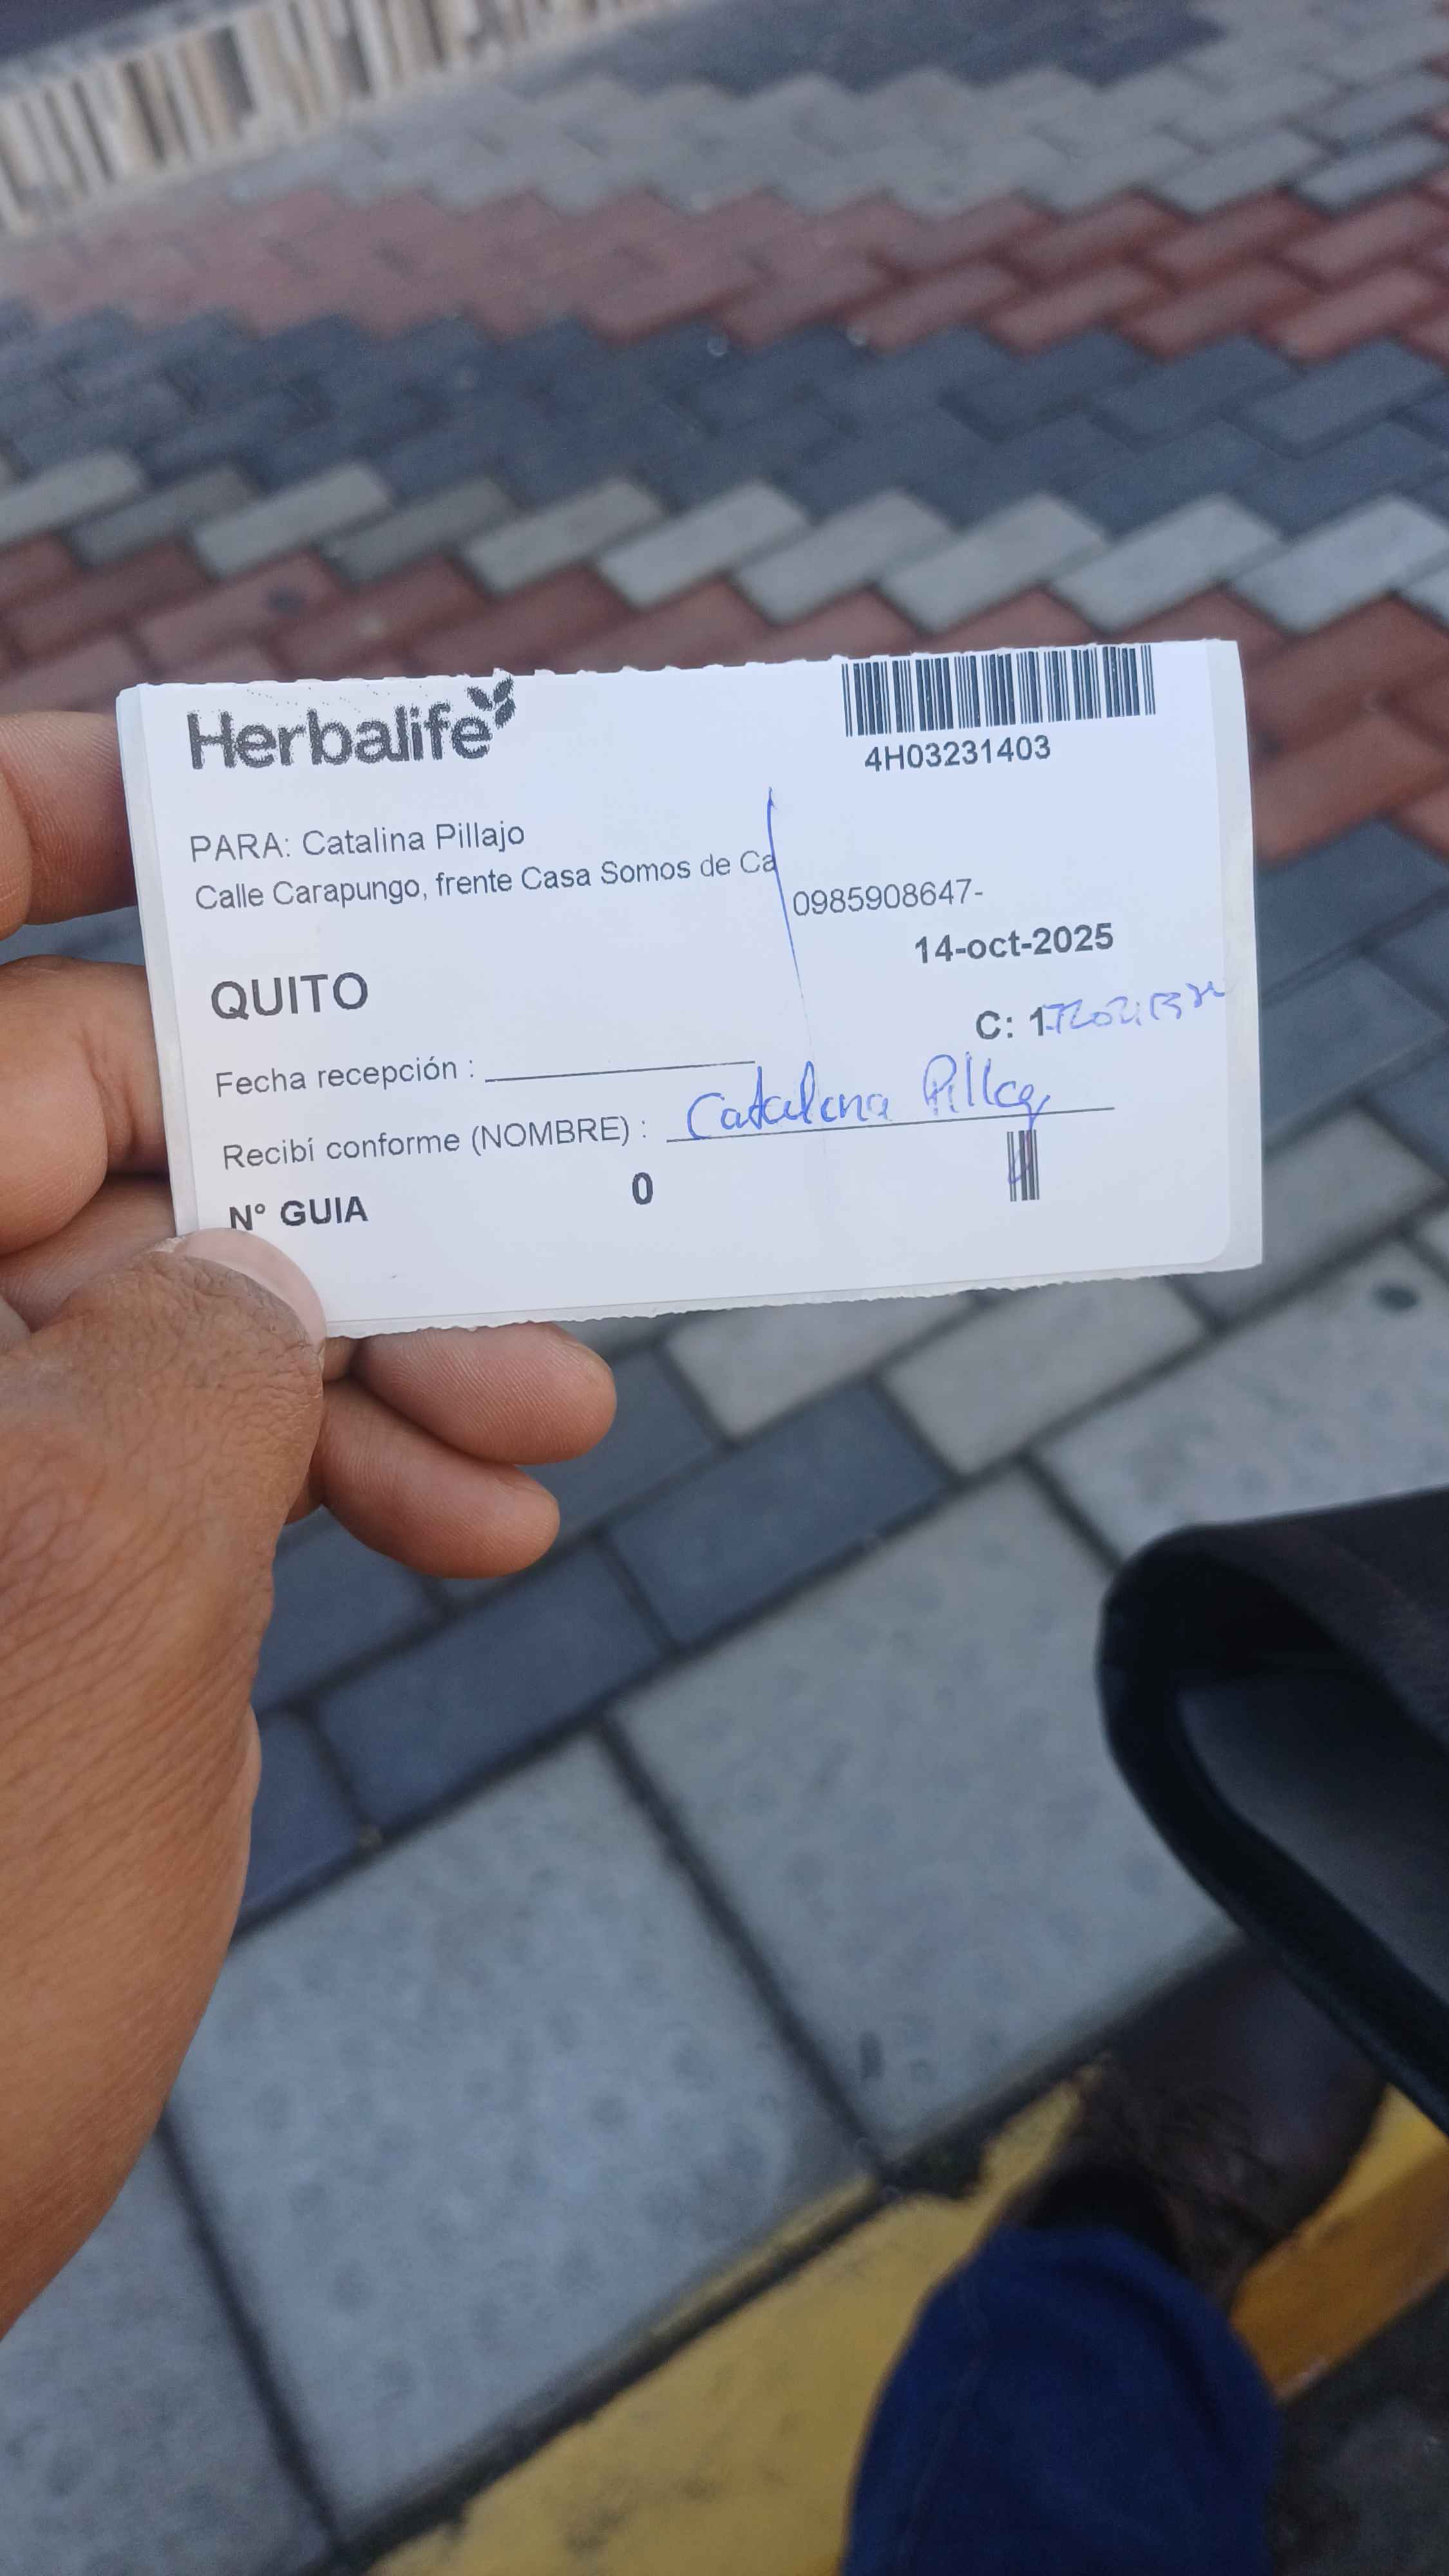 Herbalife
4H03231403
PARA: Catalina Pillajo
Calle Carapungo, frente Casa Somos de Ca
0985908647-
14-oct-2025
QUITO
C: 1
Fecha recepción :
Recibí conforme (NOMBRE) : Catalina
N° GUIA 0